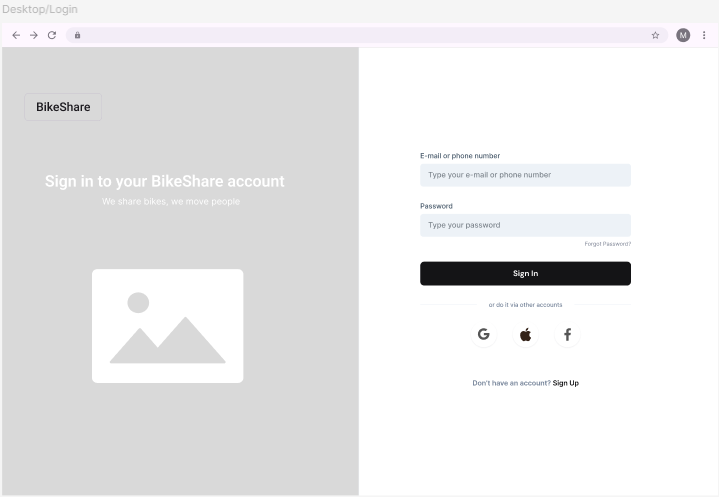 Desktop/Login
M
BikeShare
Sign in to your BikeShare account
We share bikes, we move people
E-mail or phone number
Type your e-mail or phone number
Password
Type your password
Forgot Password?
Sign In
or do it via other accounts
G
f
Don't have an account? Sign Up